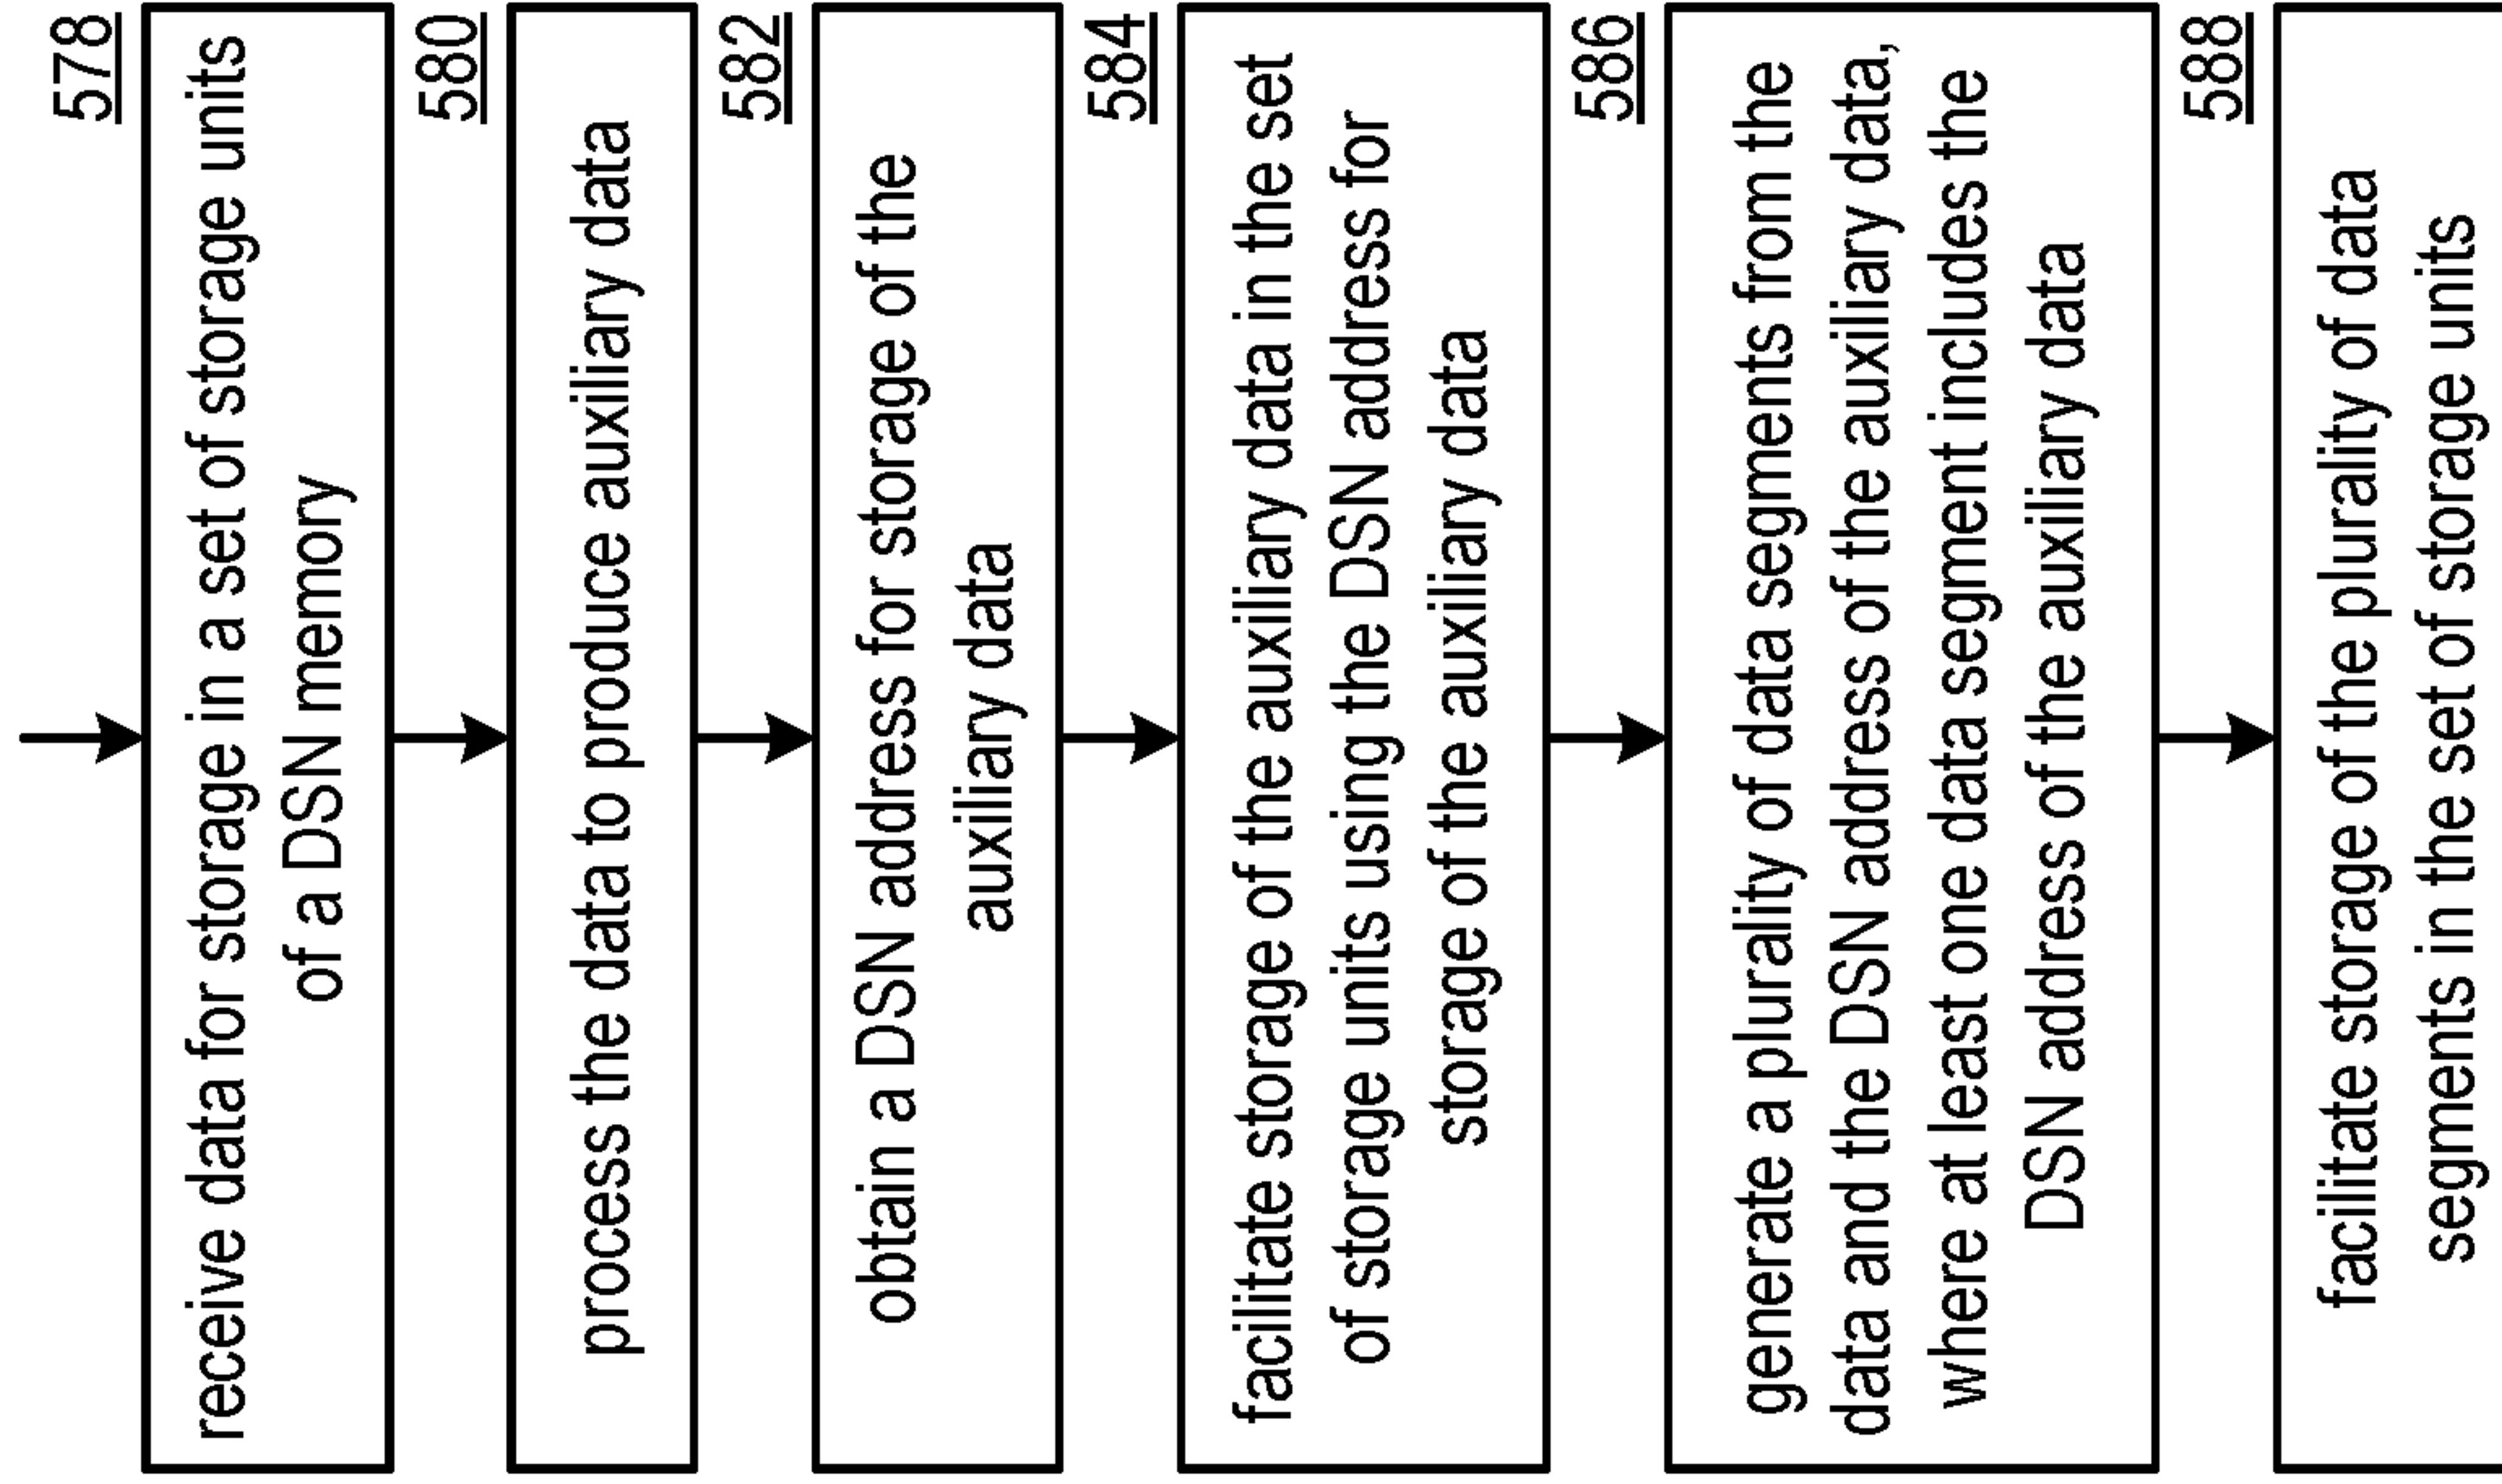 578
receive data for storage in a set of storage units
of a DSN memory
580
process the data to produce auxiliary data
582
obtain a DSN address for storage of the
auxiliary data
584
facilitate storage of the auxiliary data in the set
of storage units using the DSN address for
storage of the auxiliary data
586
generate a plurality of data segments from the
data and the DSN address of the auxiliary data,
where at least one data segment includes the
DSN address of the auxiliary data
588
facilitate storage of the plurality of data
segments in the set of storage units